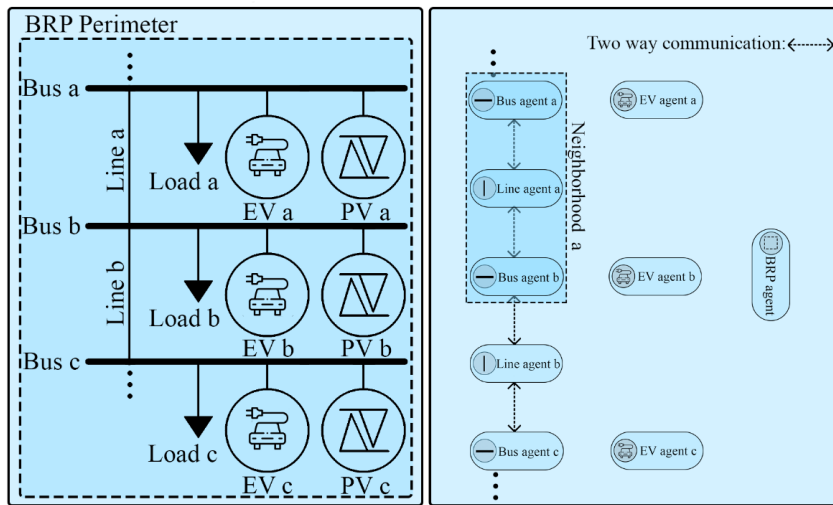 BRP Perimeter
Bus a
Line a
Load a
EV a
PV a
Bus b
Line b
Load b
EV b
PV b
Bus c
Load c
EV c
PV c
Two way communication:
Bus agent a
EV agent a
Neighborhood a
Line agent a
Bus agent b
EV agent b
BRP agent
Line agent b
Bus agent c
EV agent c